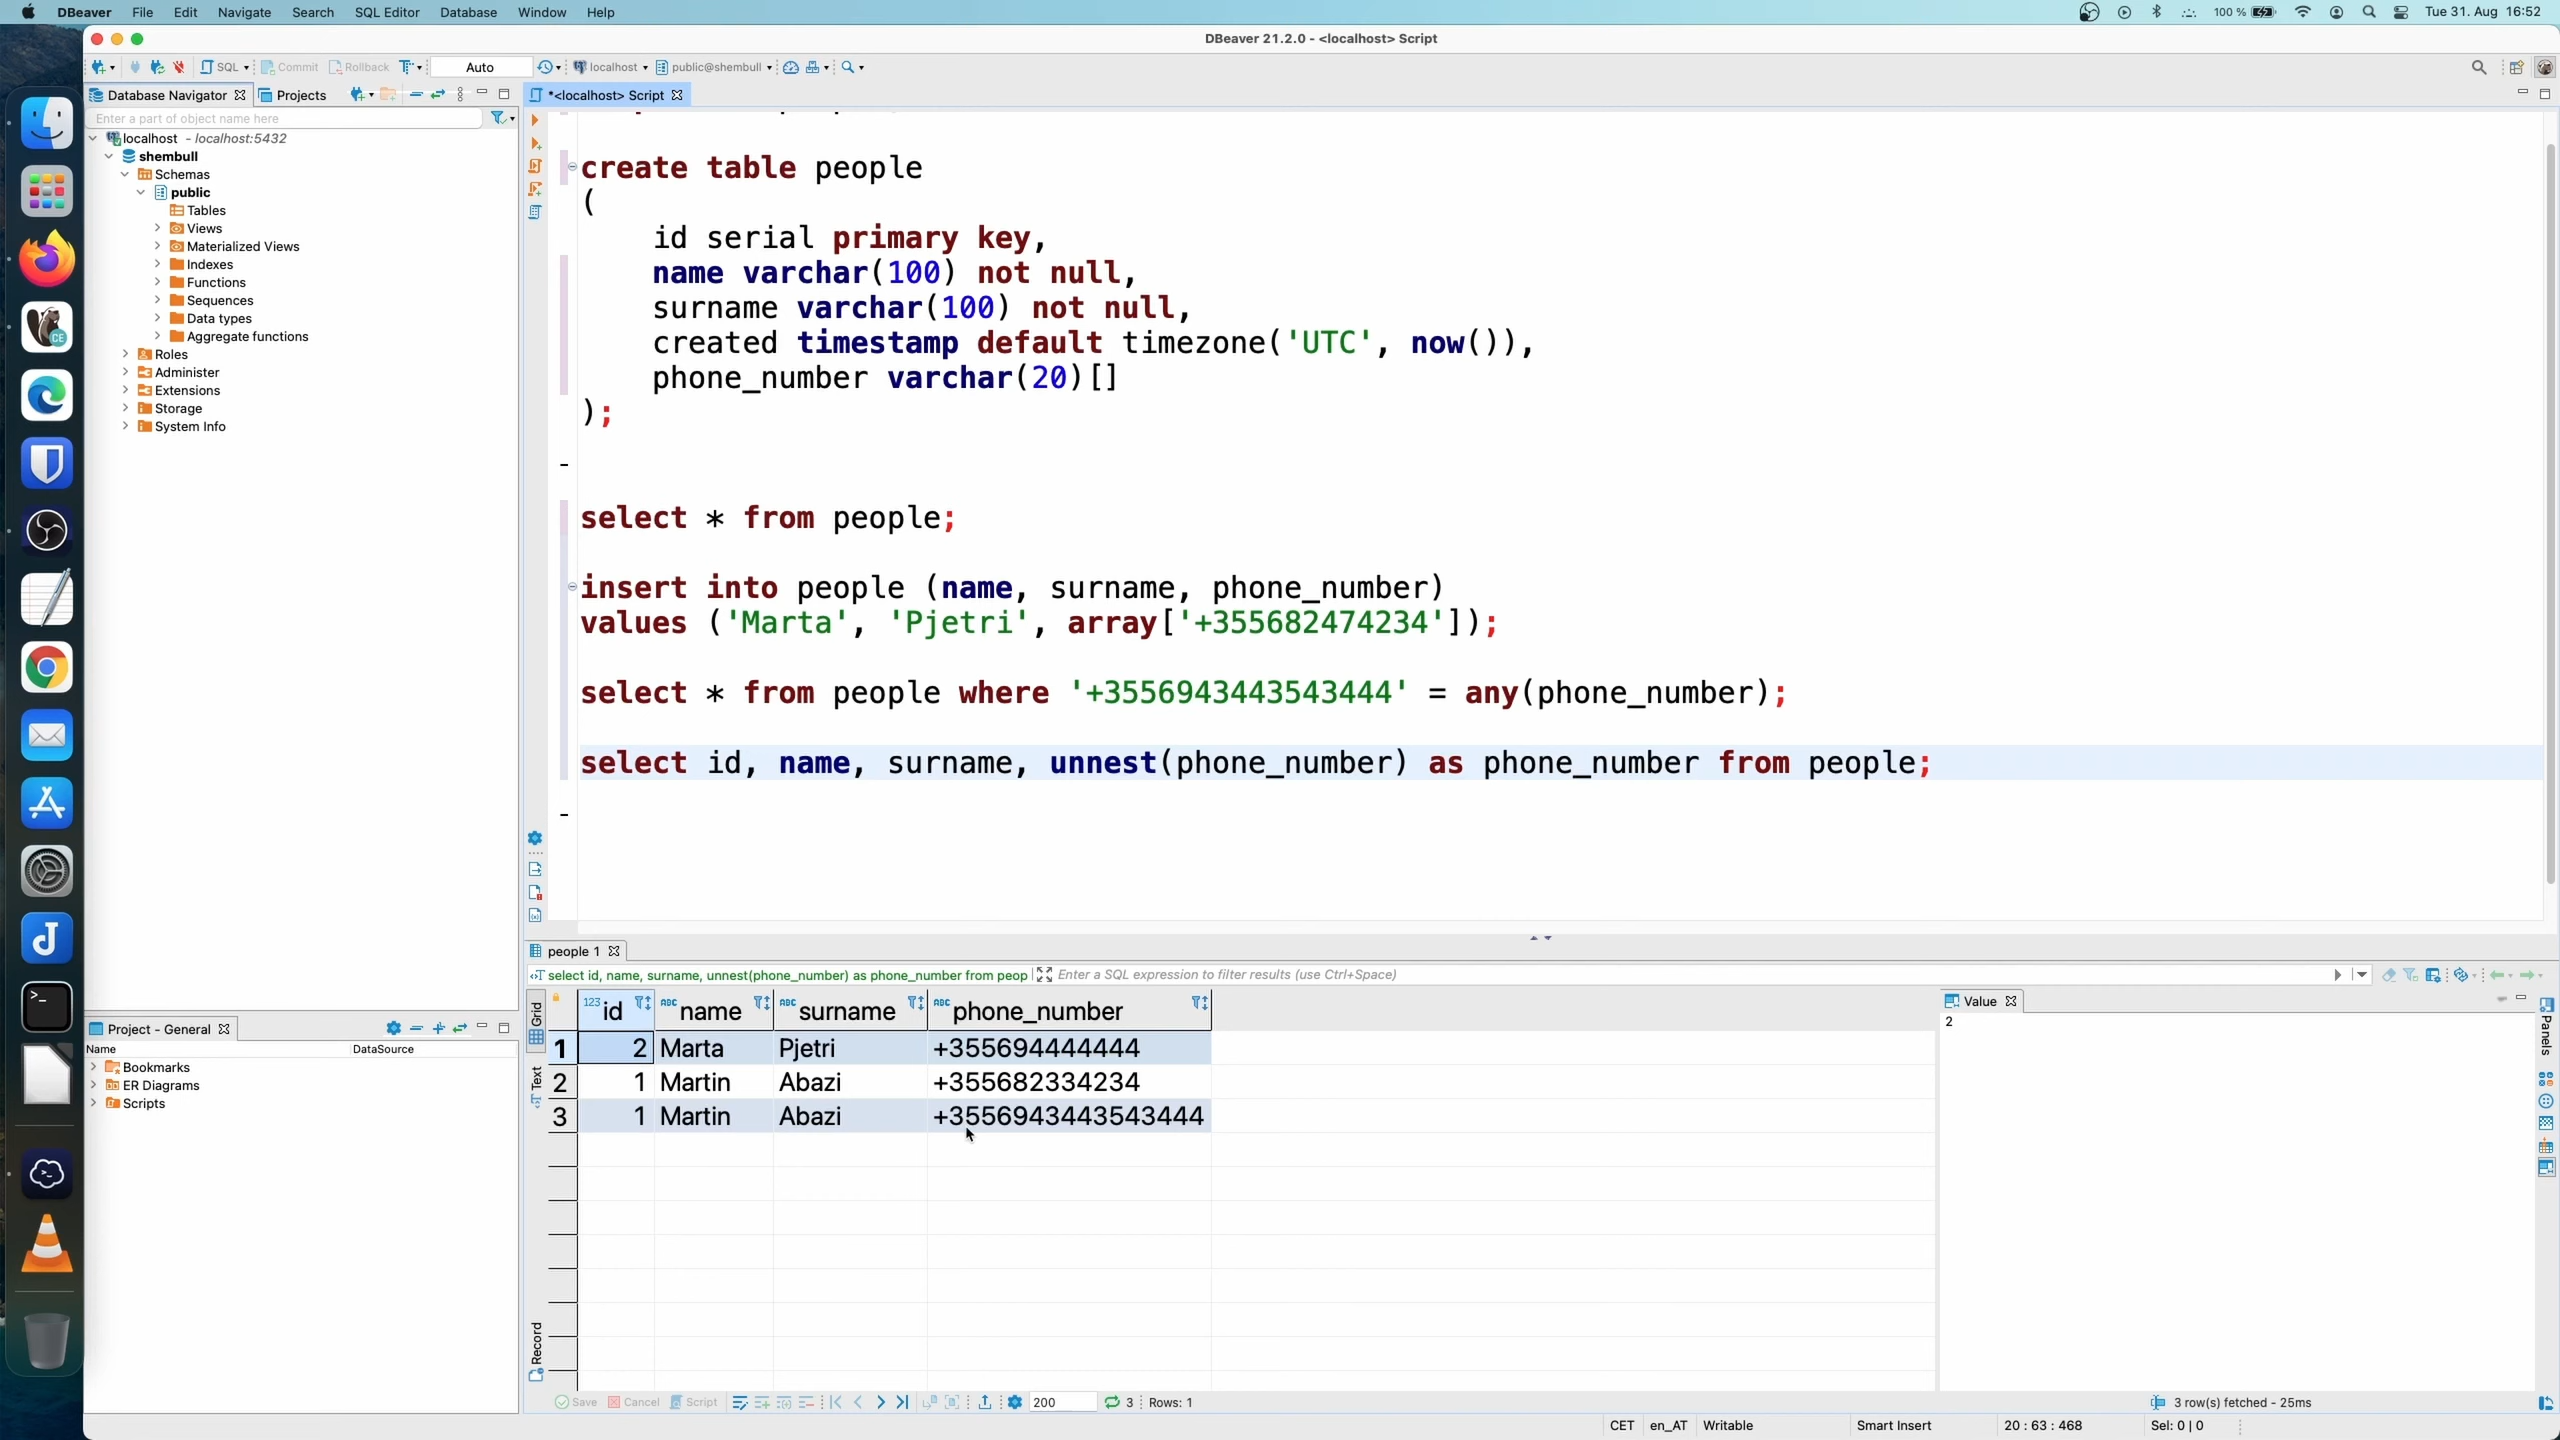 DBeaver File Edit Navigate Search SQL Editor Database Window Help
100 % Tue 31. Aug 16:52
DBeaver 21.2.0 - <localhost> Script
SQL Commit Rollback Auto localhost public@shembull
Database Navigator Projects
Enter a part of object name here
localhost - localhost:5432
shembull
Schemas
public
Tables
Views
Materialized Views
Indexes
Functions
Sequences
Data types
Aggregate functions
Roles
Administer
Extensions
Storage
System Info
Project - General
Name DataSource
Bookmarks
ER Diagrams
Scripts
*<localhost> Script
create table people
(
id serial primary key,
name varchar(100) not null,
surname varchar(100) not null,
created timestamp default timezone('UTC', now()),
phone_number varchar(20)[]
);
select * from people;
insert into people (name, surname, phone_number)
values ('Marta', 'Pjetri', array['+355682474234']);
select * from people where '+3556943443543444' = any(phone_number);
select id, name, surname, unnest(phone_number) as phone_number from people;
people 1
select id, name, surname, unnest(phone_number) as phone_number from peop Enter a SQL expression to filter results (use Ctrl+Space)
Grid
Text
Record
123 id ABC name ABC surname ABC phone_number
1 2 Marta Pjetri +355694444444
2 1 Martin Abazi +355682334234
3 1 Martin Abazi +3556943443543444
Value
2
Panels
Save Cancel Script 200 3 Rows: 1
3 row(s) fetched - 25ms
CET en_AT Writable Smart Insert 20 : 63 : 468 Sel: 0 | 0